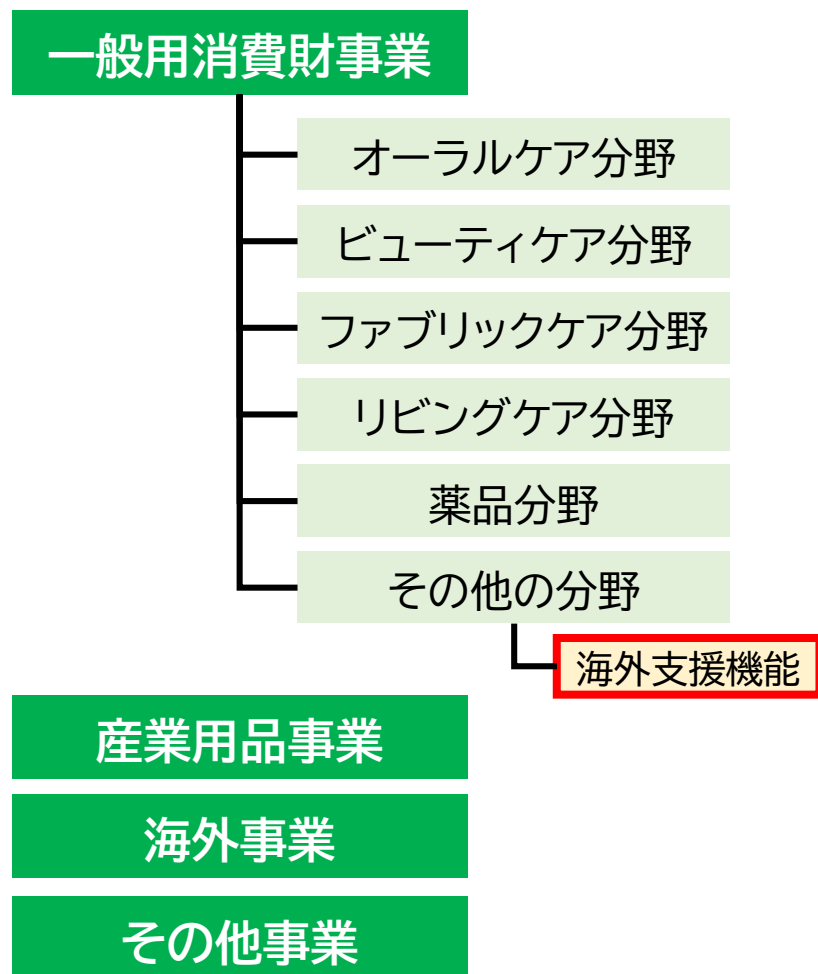 一般用消費財事業
オーラルケア分野
ビューティケア分野
ファブリックケア分野
リビングケア分野
薬品分野
その他の分野
海外支援機能
産業用品事業
海外事業
その他事業